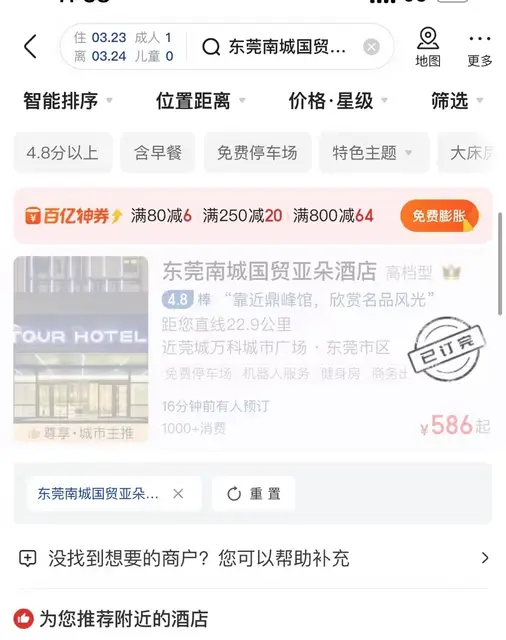 住 03.23 成人 1
离 03.24 儿童 0
东莞南城国贸...
地图
更多
智能排序
位置距离
价格·星级
筛选
4.8分以上
含早餐
免费停车场
特色主题
大床房
百亿神券 满80减6 满250减20 满800减64
免费膨胀
东莞南城国贸亚朵酒店 高档型
4.8 棒 “靠近鼎峰馆，欣赏名品风光”
距您直线22.9公里
近莞城万科城市广场·东莞市区
已订完
免费停车场 机器人服务 健身房 商务出
16分钟前有人预订
1000+消费
¥586起
TOUR HOTEL
尊享·城市主推
东莞南城国贸亚朵... ×
重置
没找到想要的商户？您可以帮助补充
为您推荐附近的酒店